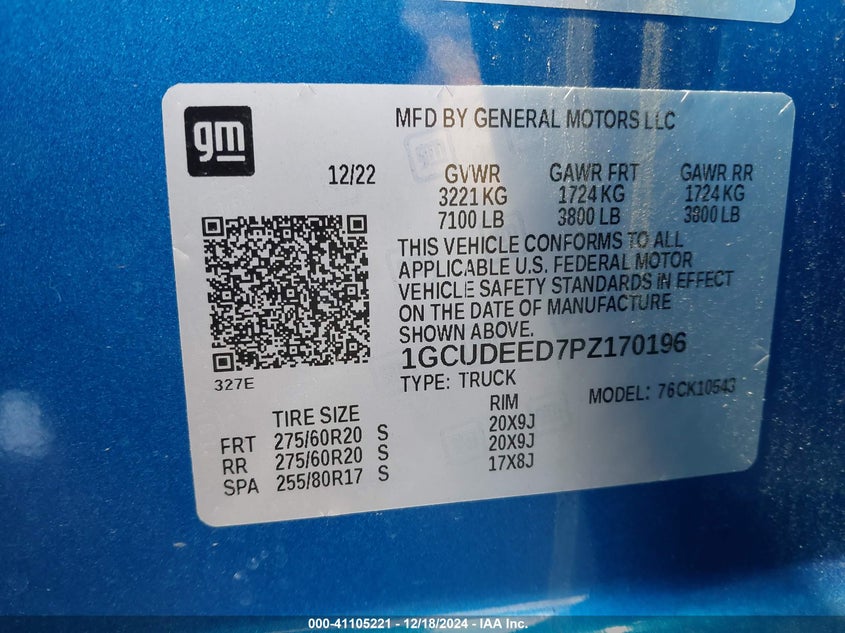 gm
MFD BY GENERAL MOTORS LLC
12/22
GVWR GAWR FRT GAWR RR
3221 KG 1724 KG 1724 KG
7100 LB 3800 LB 3800 LB
THIS VEHICLE CONFORMS TO ALL
APPLICABLE U.S. FEDERAL MOTOR
VEHICLE SAFETY STANDARDS IN EFFECT
ON THE DATE OF MANUFACTURE
SHOWN ABOVE.
1GCUDEED7PZ170196
327E
TYPE: TRUCK
MODEL: 76CK10543
TIRE SIZE RIM
FRT 275/60R20 S 20X9J
RR 275/60R20 S 20X9J
SPA 255/80R17 S 17X8J
000-41105221 - 12/18/2024 - IAA Inc.